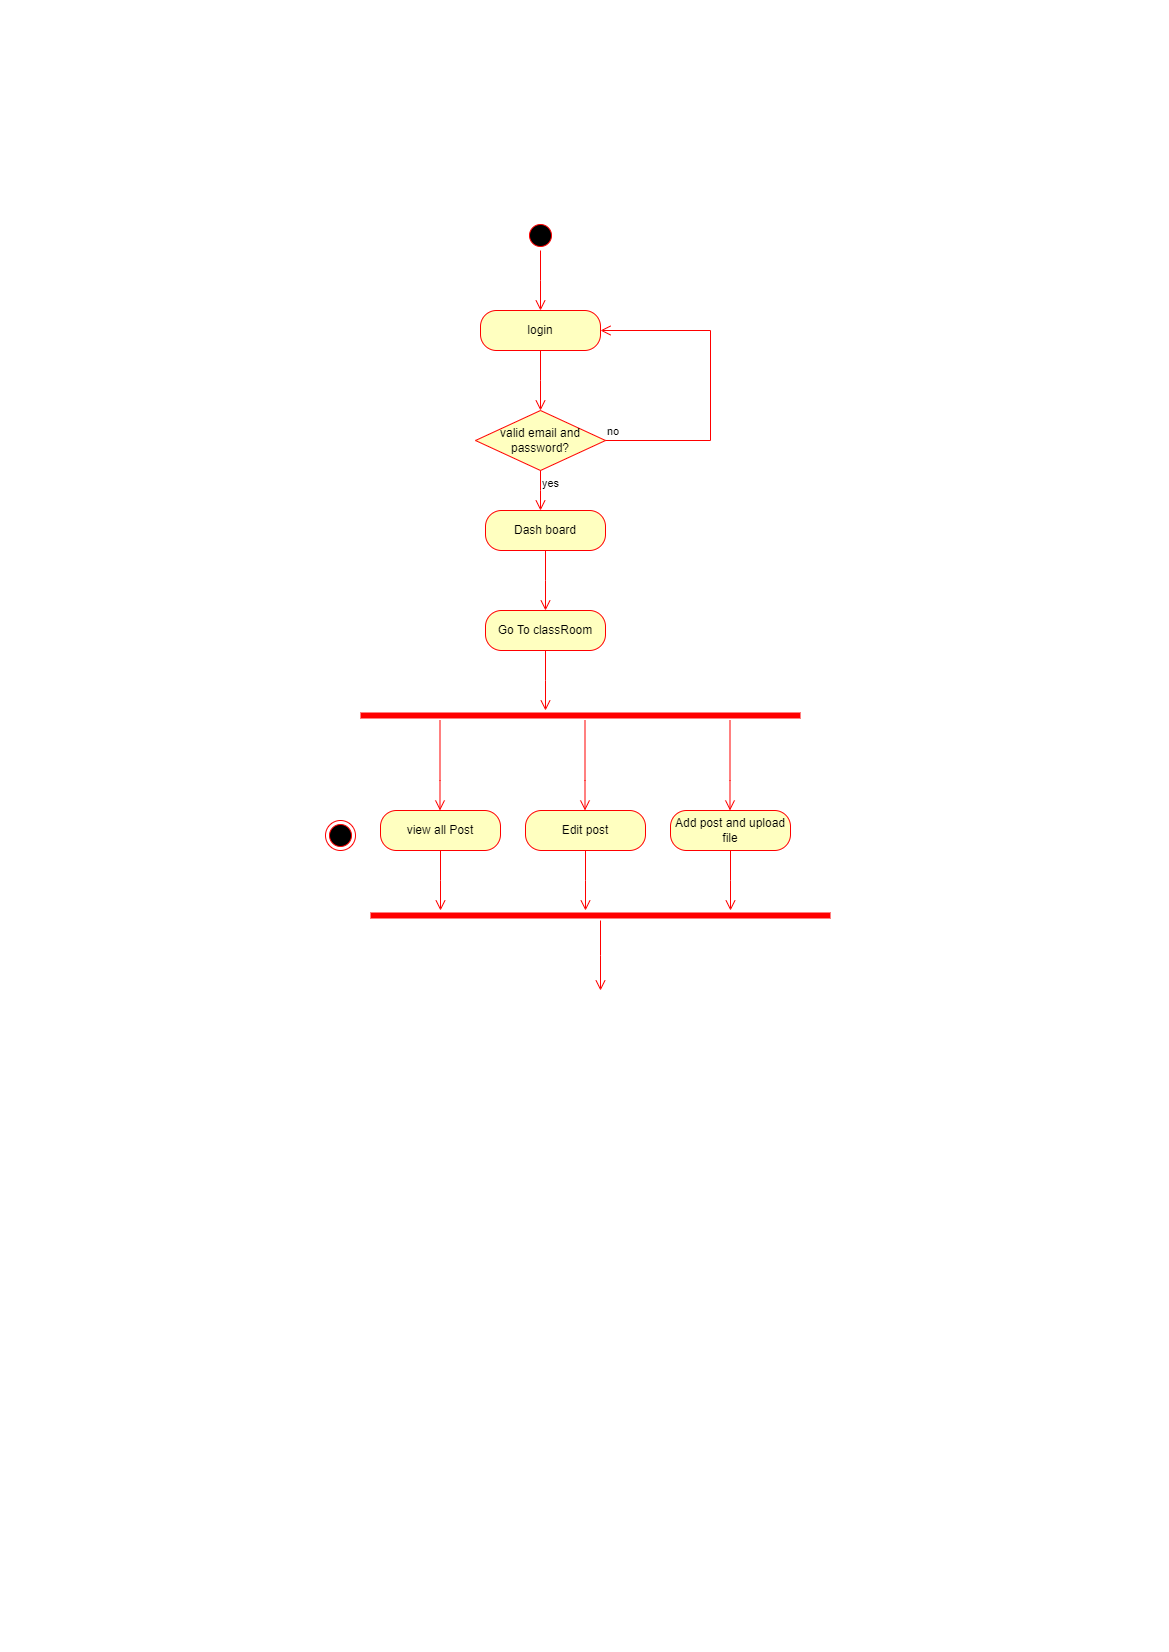 login
valid email and
password?
no
yes
Dash board
Go To classRoom
view all Post
Edit post
Add post and upload
file